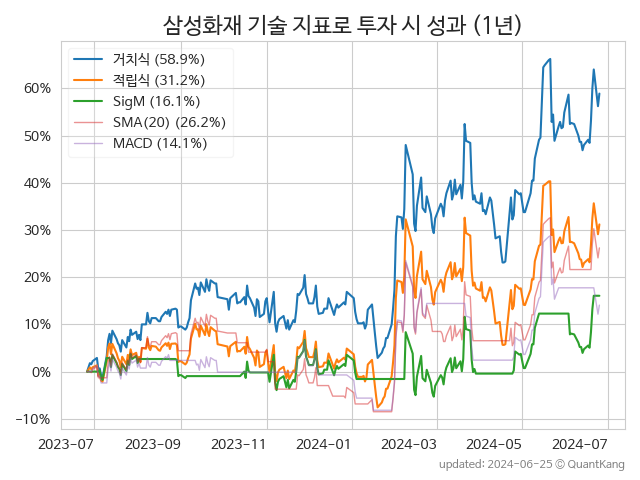 삼성화재 기술 지표로 투자 시 성과 (1년)
거치식 (58.9%)
적립식 (31.2%)
SigM (16.1%)
SMA(20) (26.2%)
MACD (14.1%)
60%
50%
40%
30%
20%
10%
0%
−10%
2023-07 2023-09 2023-11 2024-01 2024-03 2024-05 2024-07
updated: 2024-06-25 © QuantKang